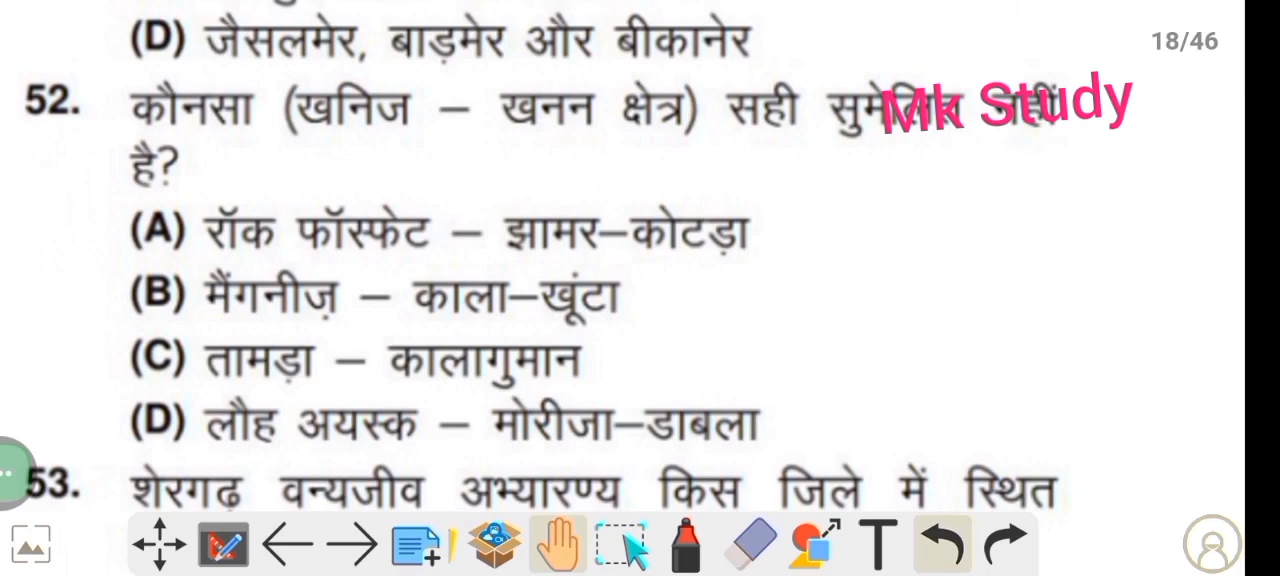 (D) जैसलमेर, बाड़मेर और बीकानेर
18/46
52. कौनसा (खनिज – खनन क्षेत्र) सही सुमेलित नहीं
Mk Study
है?
(A) रॉक फॉस्फेट – झामर–कोटड़ा
(B) मैंगनीज़ – काला–खूंटा
(C) तामड़ा – कालागुमान
(D) लौह अयस्क – मोरीजा–डाबला
53. शेरगढ़ वन्यजीव अभ्यारण्य किस जिले में स्थित